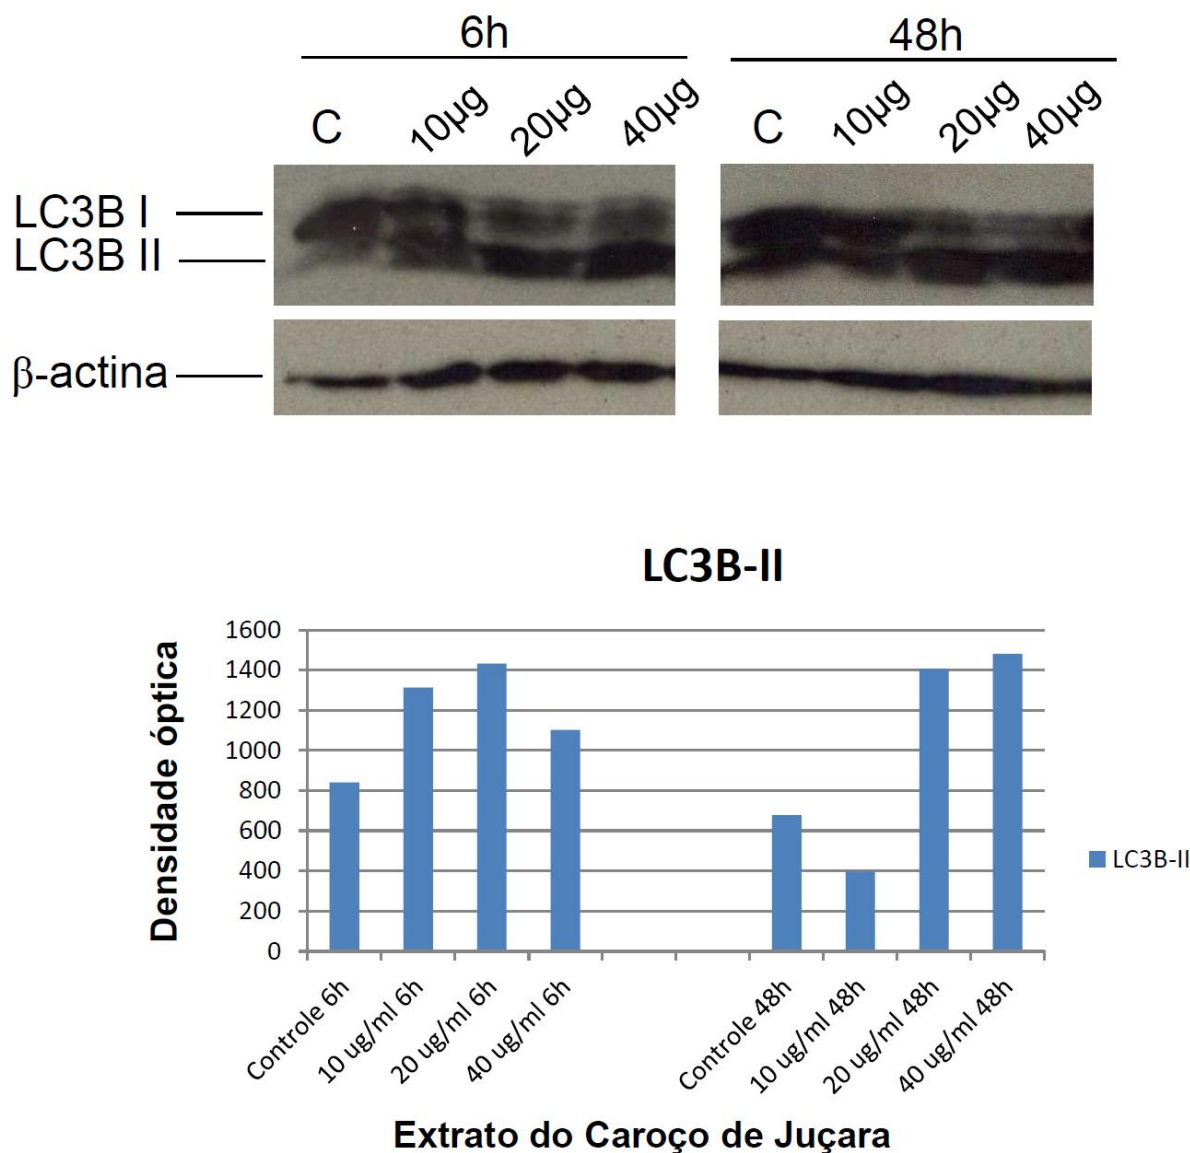 6h
48h
C 10µg 20µg 40µg C 10µg 20µg 40µg
LC3B I
LC3B II
β-actina
LC3B-II
Densidade óptica
1600
1400
1200
1000
800
600
400
200
0
LC3B-II
Controle 6h
10 ug/ml 6h
20 ug/ml 6h
40 ug/ml 6h
Controle 48h
10 ug/ml 48h
20 ug/ml 48h
40 ug/ml 48h
Extrato do Caroço de Juçara